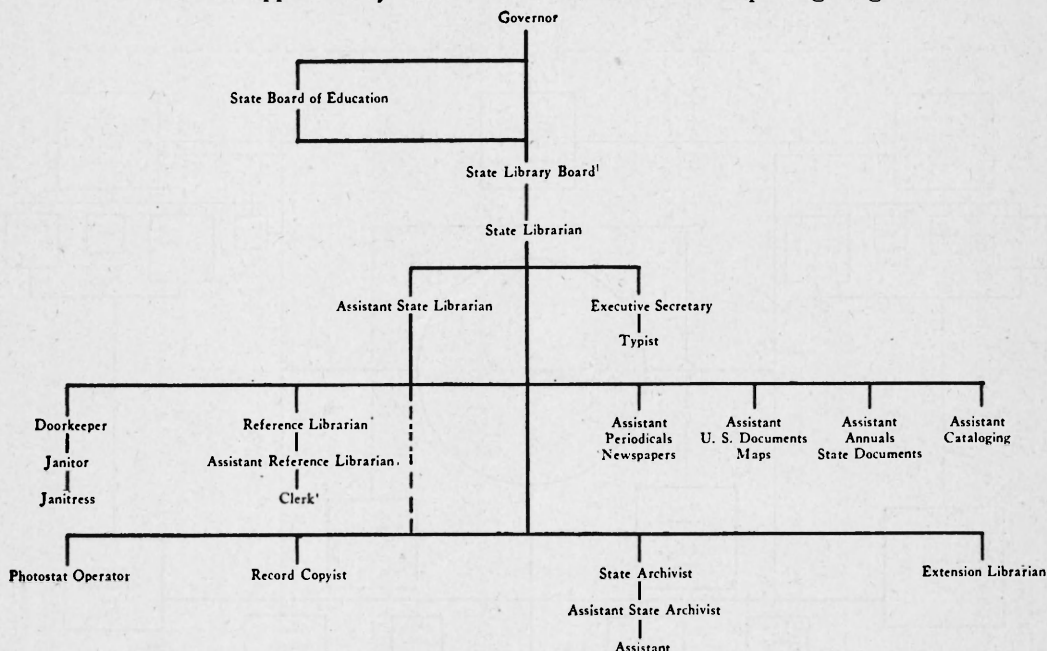 Governor
State Board of Education
State Library Board¹
State Librarian
Assistant State Librarian
Executive Secretary
Typist
Doorkeeper
Janitor
Janitress
Reference Librarian
Assistant Reference Librarian
Clerk¹
Assistant
Periodicals
Newspapers
Assistant
U. S. Documents
Maps
Assistant
Annuals
State Documents
Assistant
Cataloging
Photostat Operator
Record Copyist
State Archivist
Assistant State Archivist
Assistant
Extension Librarian